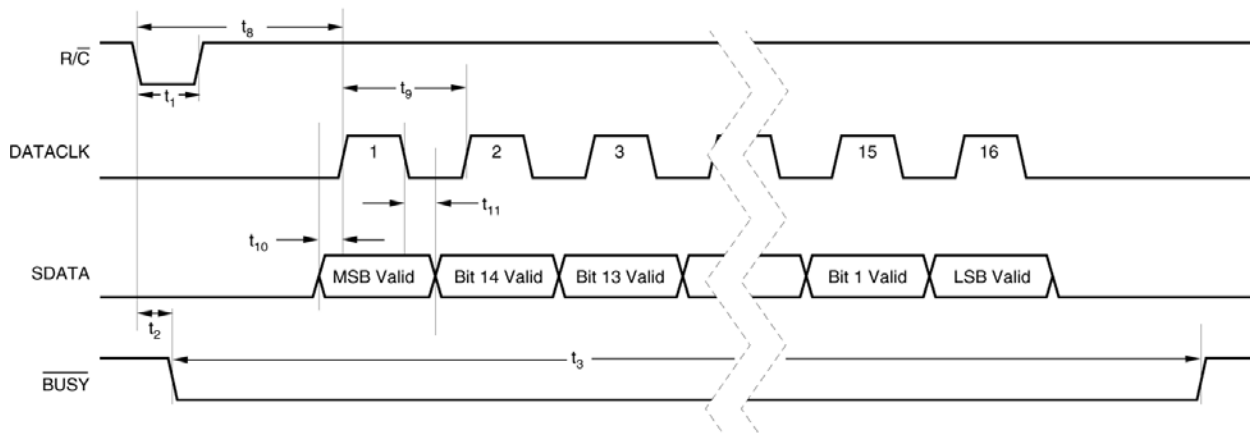 t8
R/C̅
t1
t9
DATACLK
1
2
3
15
16
t11
t10
SDATA
MSB Valid
Bit 14 Valid
Bit 13 Valid
Bit 1 Valid
LSB Valid
t2
t3
B̅U̅S̅Y̅